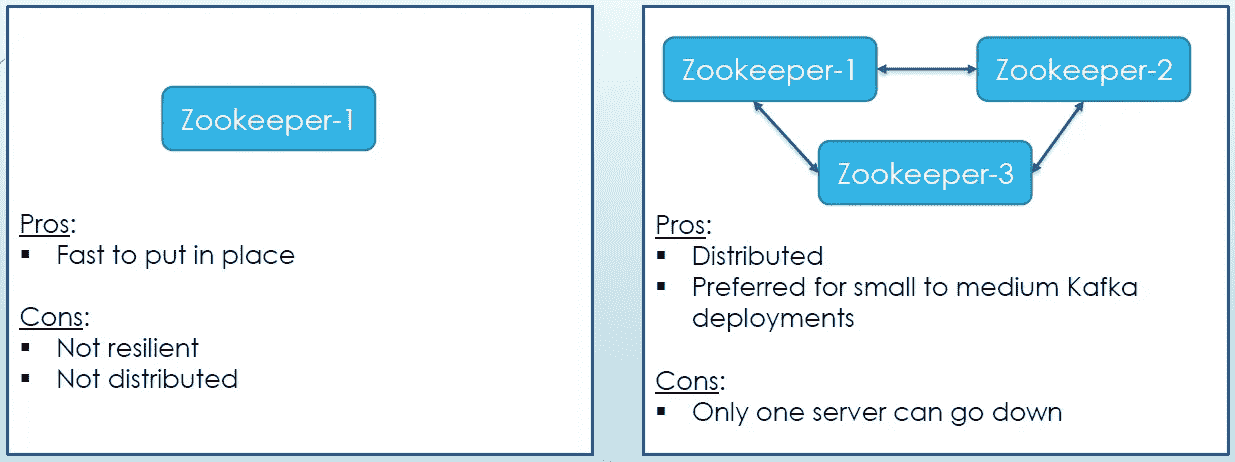 Zookeeper-1
Pros:
▪ Fast to put in place
Cons:
▪ Not resilient
▪ Not distributed
Zookeeper-1
Zookeeper-2
Zookeeper-3
Pros:
▪ Distributed
▪ Preferred for small to medium Kafka
deployments
Cons:
▪ Only one server can go down